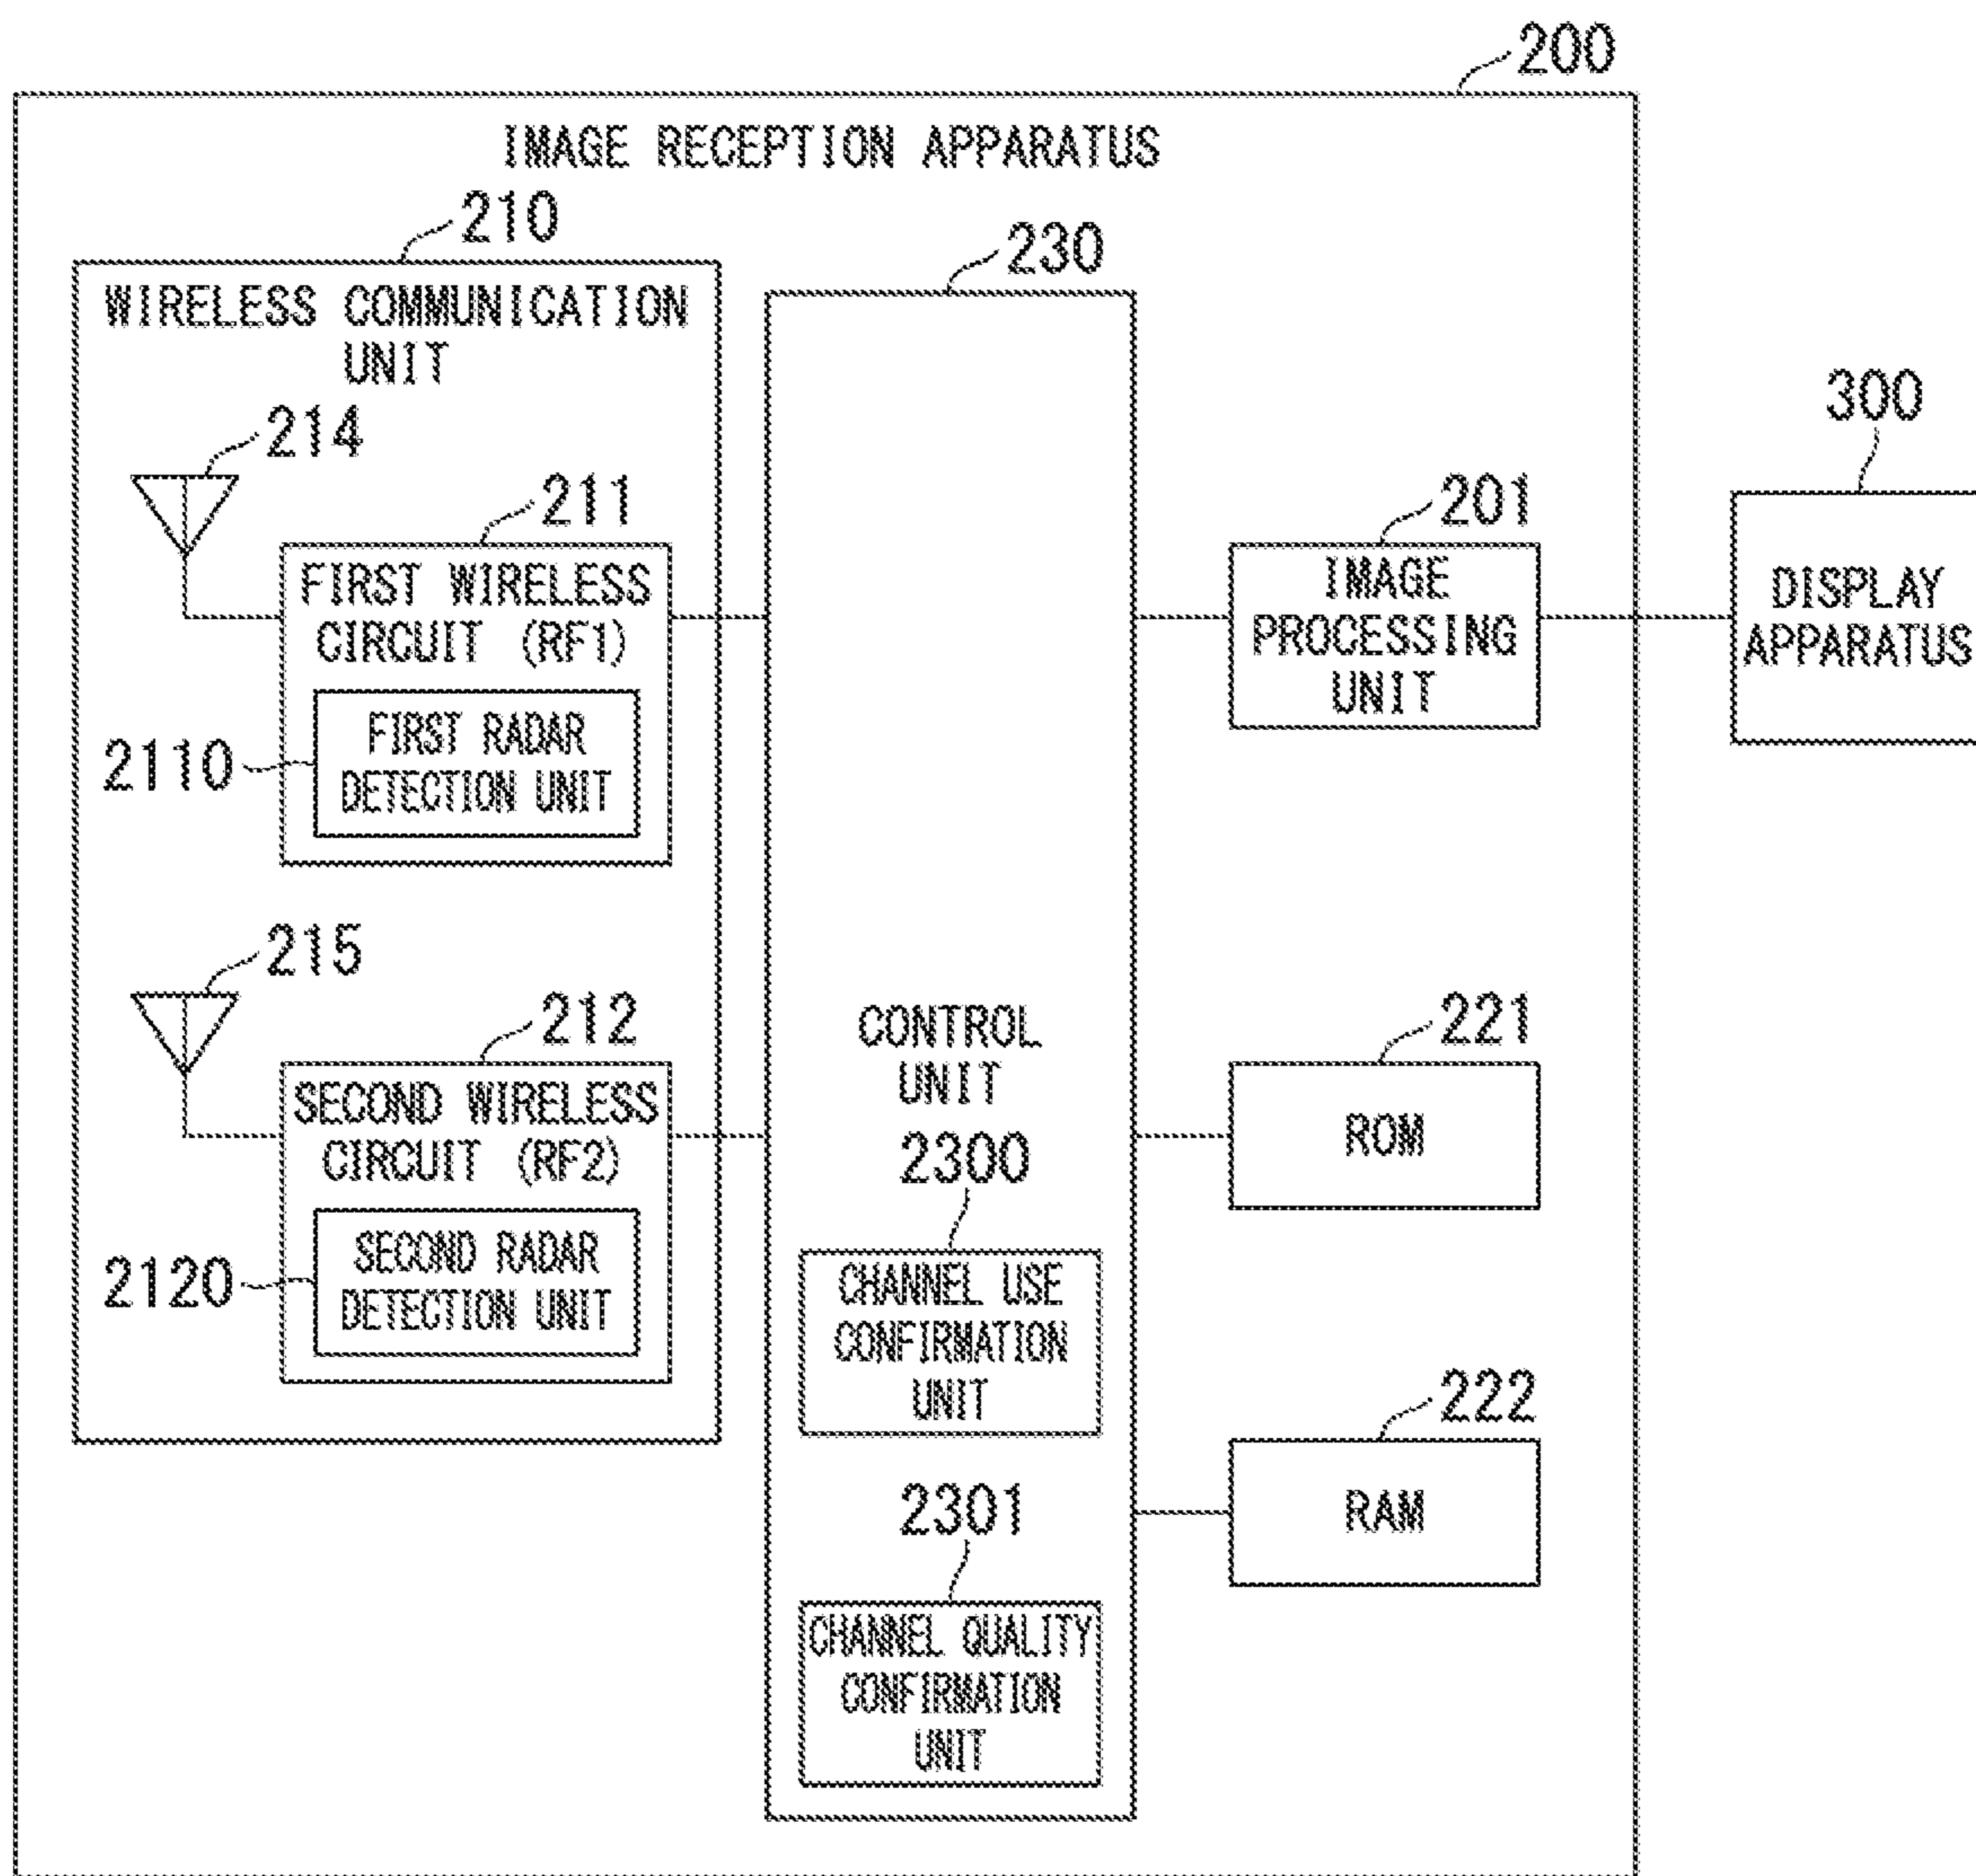 200
IMAGE RECEPTION APPARATUS
210
WIRELESS COMMUNICATION
UNIT
214
211
FIRST WIRELESS
CIRCUIT (RF1)
2110
FIRST RADAR
DETECTION UNIT
215
212
SECOND WIRELESS
CIRCUIT (RF2)
2120
SECOND RADAR
DETECTION UNIT
230
CONTROL
UNIT
2300
CHANNEL USE
CONFIRMATION
UNIT
2301
CHANNEL QUALITY
CONFIRMATION
UNIT
201
IMAGE
PROCESSING
UNIT
221
ROM
222
RAM
300
DISPLAY
APPARATUS